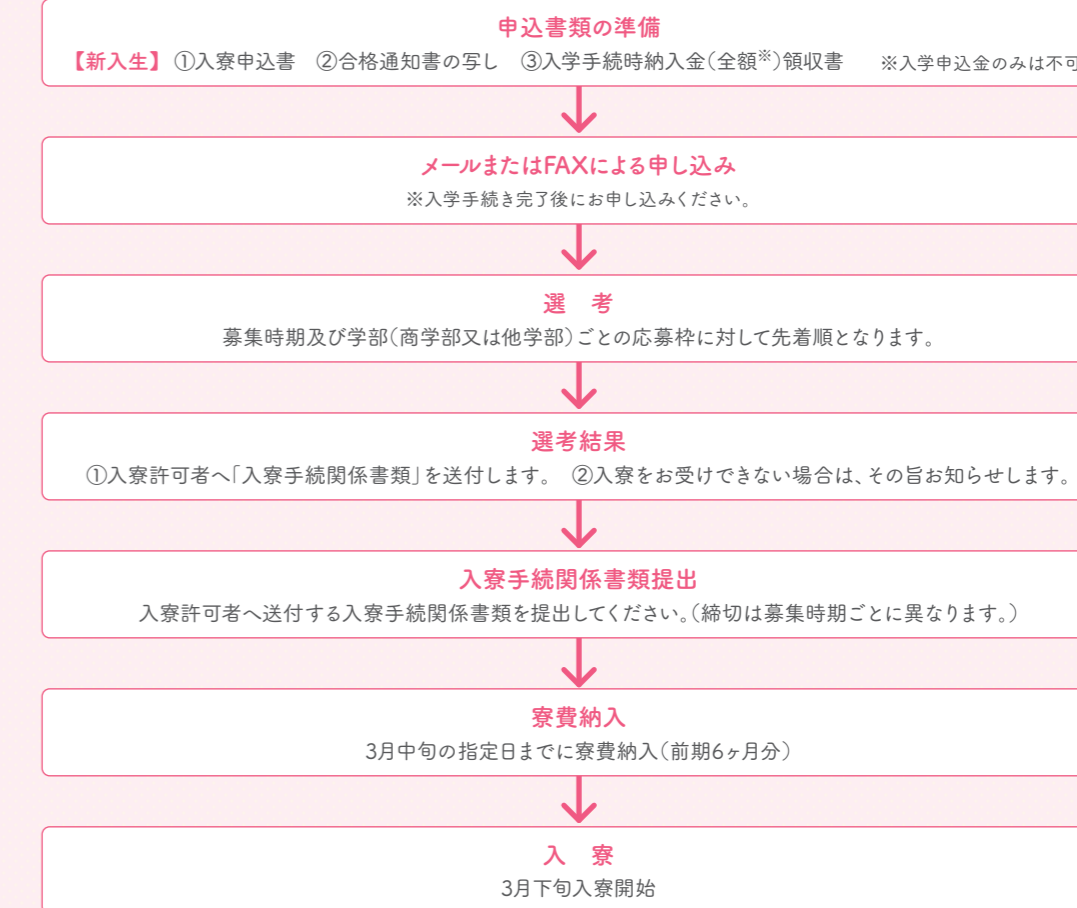 申込書類の準備
【新入生】①入寮申込書　②合格通知書の写し　③入学手続時納入金（全額※）領収書　※入学申込金のみは不可
メールまたはFAXによる申し込み
※入学手続き完了後にお申し込みください。
選　考
募集時期及び学部（商学部又は他学部）ごとの応募枠に対して先着順となります。
選考結果
①入寮許可者へ「入寮手続関係書類」を送付します。　②入寮をお受けできない場合は、その旨お知らせします。
入寮手続関係書類提出
入寮許可者へ送付する入寮手続関係書類を提出してください。（締切は募集時期ごとに異なります。）
寮費納入
3月中旬の指定日までに寮費納入（前期6ヶ月分）
入　寮
3月下旬入寮開始